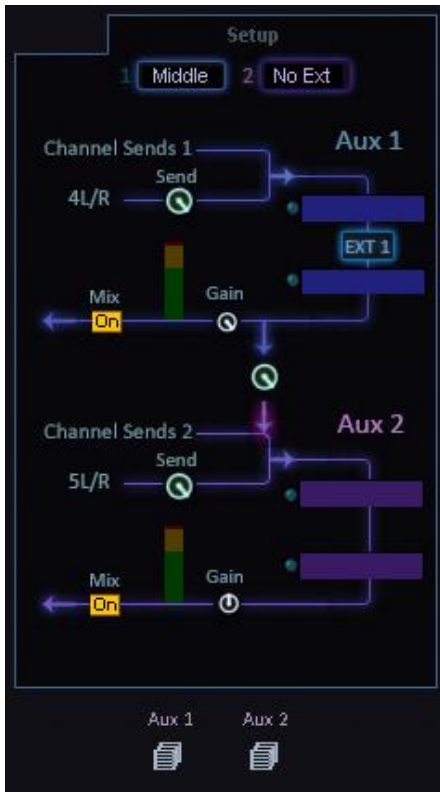 Setup
1 Middle 2 No Ext
Aux 1
Channel Sends 1
Send
4L/R
EXT 1
Mix
Gain
On
Aux 2
Channel Sends 2
Send
5L/R
Mix
Gain
On
Aux 1 Aux 2